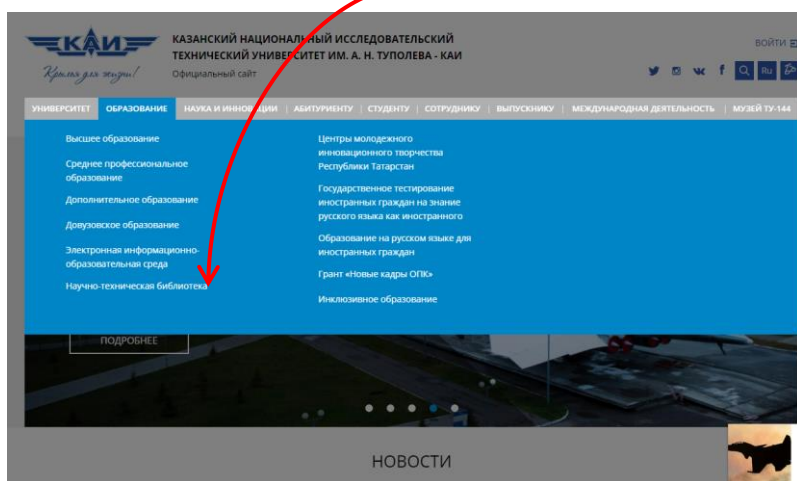 КАИ
Крылья для жизни!
КАЗАНСКИЙ НАЦИОНАЛЬНЫЙ ИССЛЕДОВАТЕЛЬСКИЙ
ТЕХНИЧЕСКИЙ УНИВЕРСИТЕТ ИМ. А. Н. ТУПОЛЕВА - КАИ
Официальный сайт
ВОЙТИ
Ru
УНИВЕРСИТЕТ ОБРАЗОВАНИЕ НАУКА И ИННОВАЦИИ | АБИТУРИЕНТУ | СТУДЕНТУ | СОТРУДНИКУ | ВЫПУСКНИКУ | МЕЖДУНАРОДНАЯ ДЕЯТЕЛЬНОСТЬ | МУЗЕЙ ТУ-144
Высшее образование
Среднее профессиональное
образование
Дополнительное образование
Довузовское образование
Электронная информационно-
образовательная среда
Научно-техническая библиотека
Центры молодежного
инновационного творчества
Республики Татарстан
Государственное тестирование
иностранных граждан на знание
русского языка как иностранного
Образование на русском языке для
иностранных граждан
Грант «Новые кадры ОПК»
Инклюзивное образование
ПОДРОБНЕЕ
НОВОСТИ